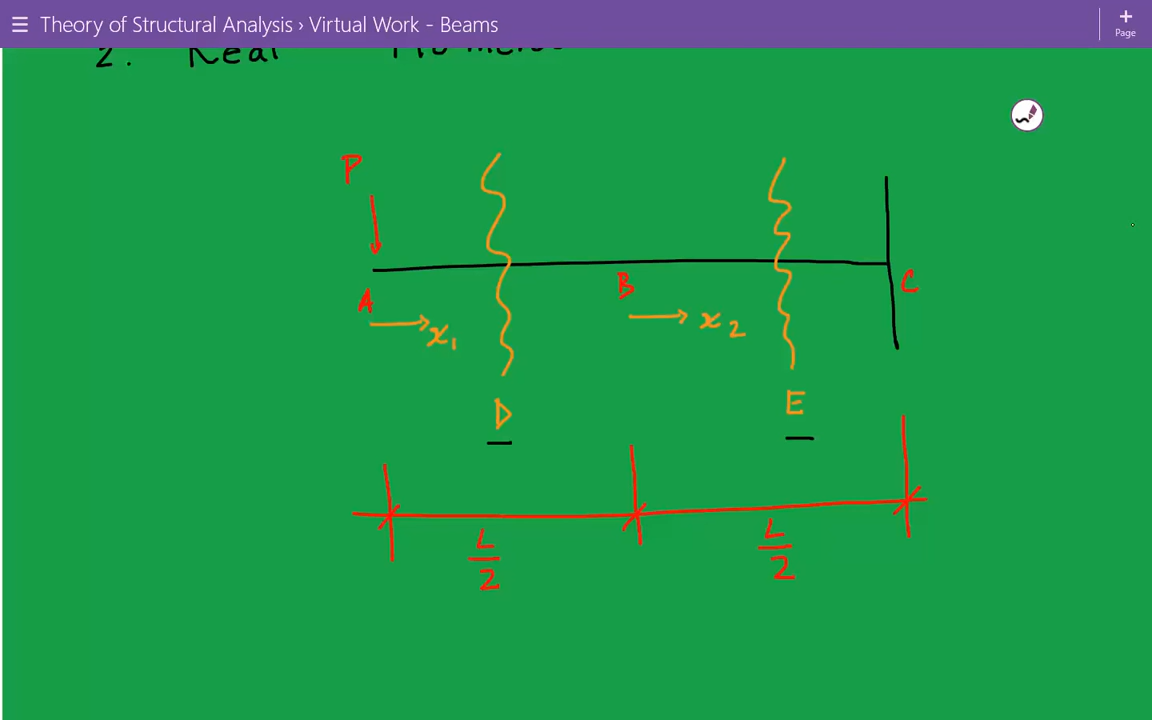 Theory of Structural Analysis › Virtual Work - Beams
Page
2. Real
P
A
x₁
B
x₂
C
D
E
L/2
L/2